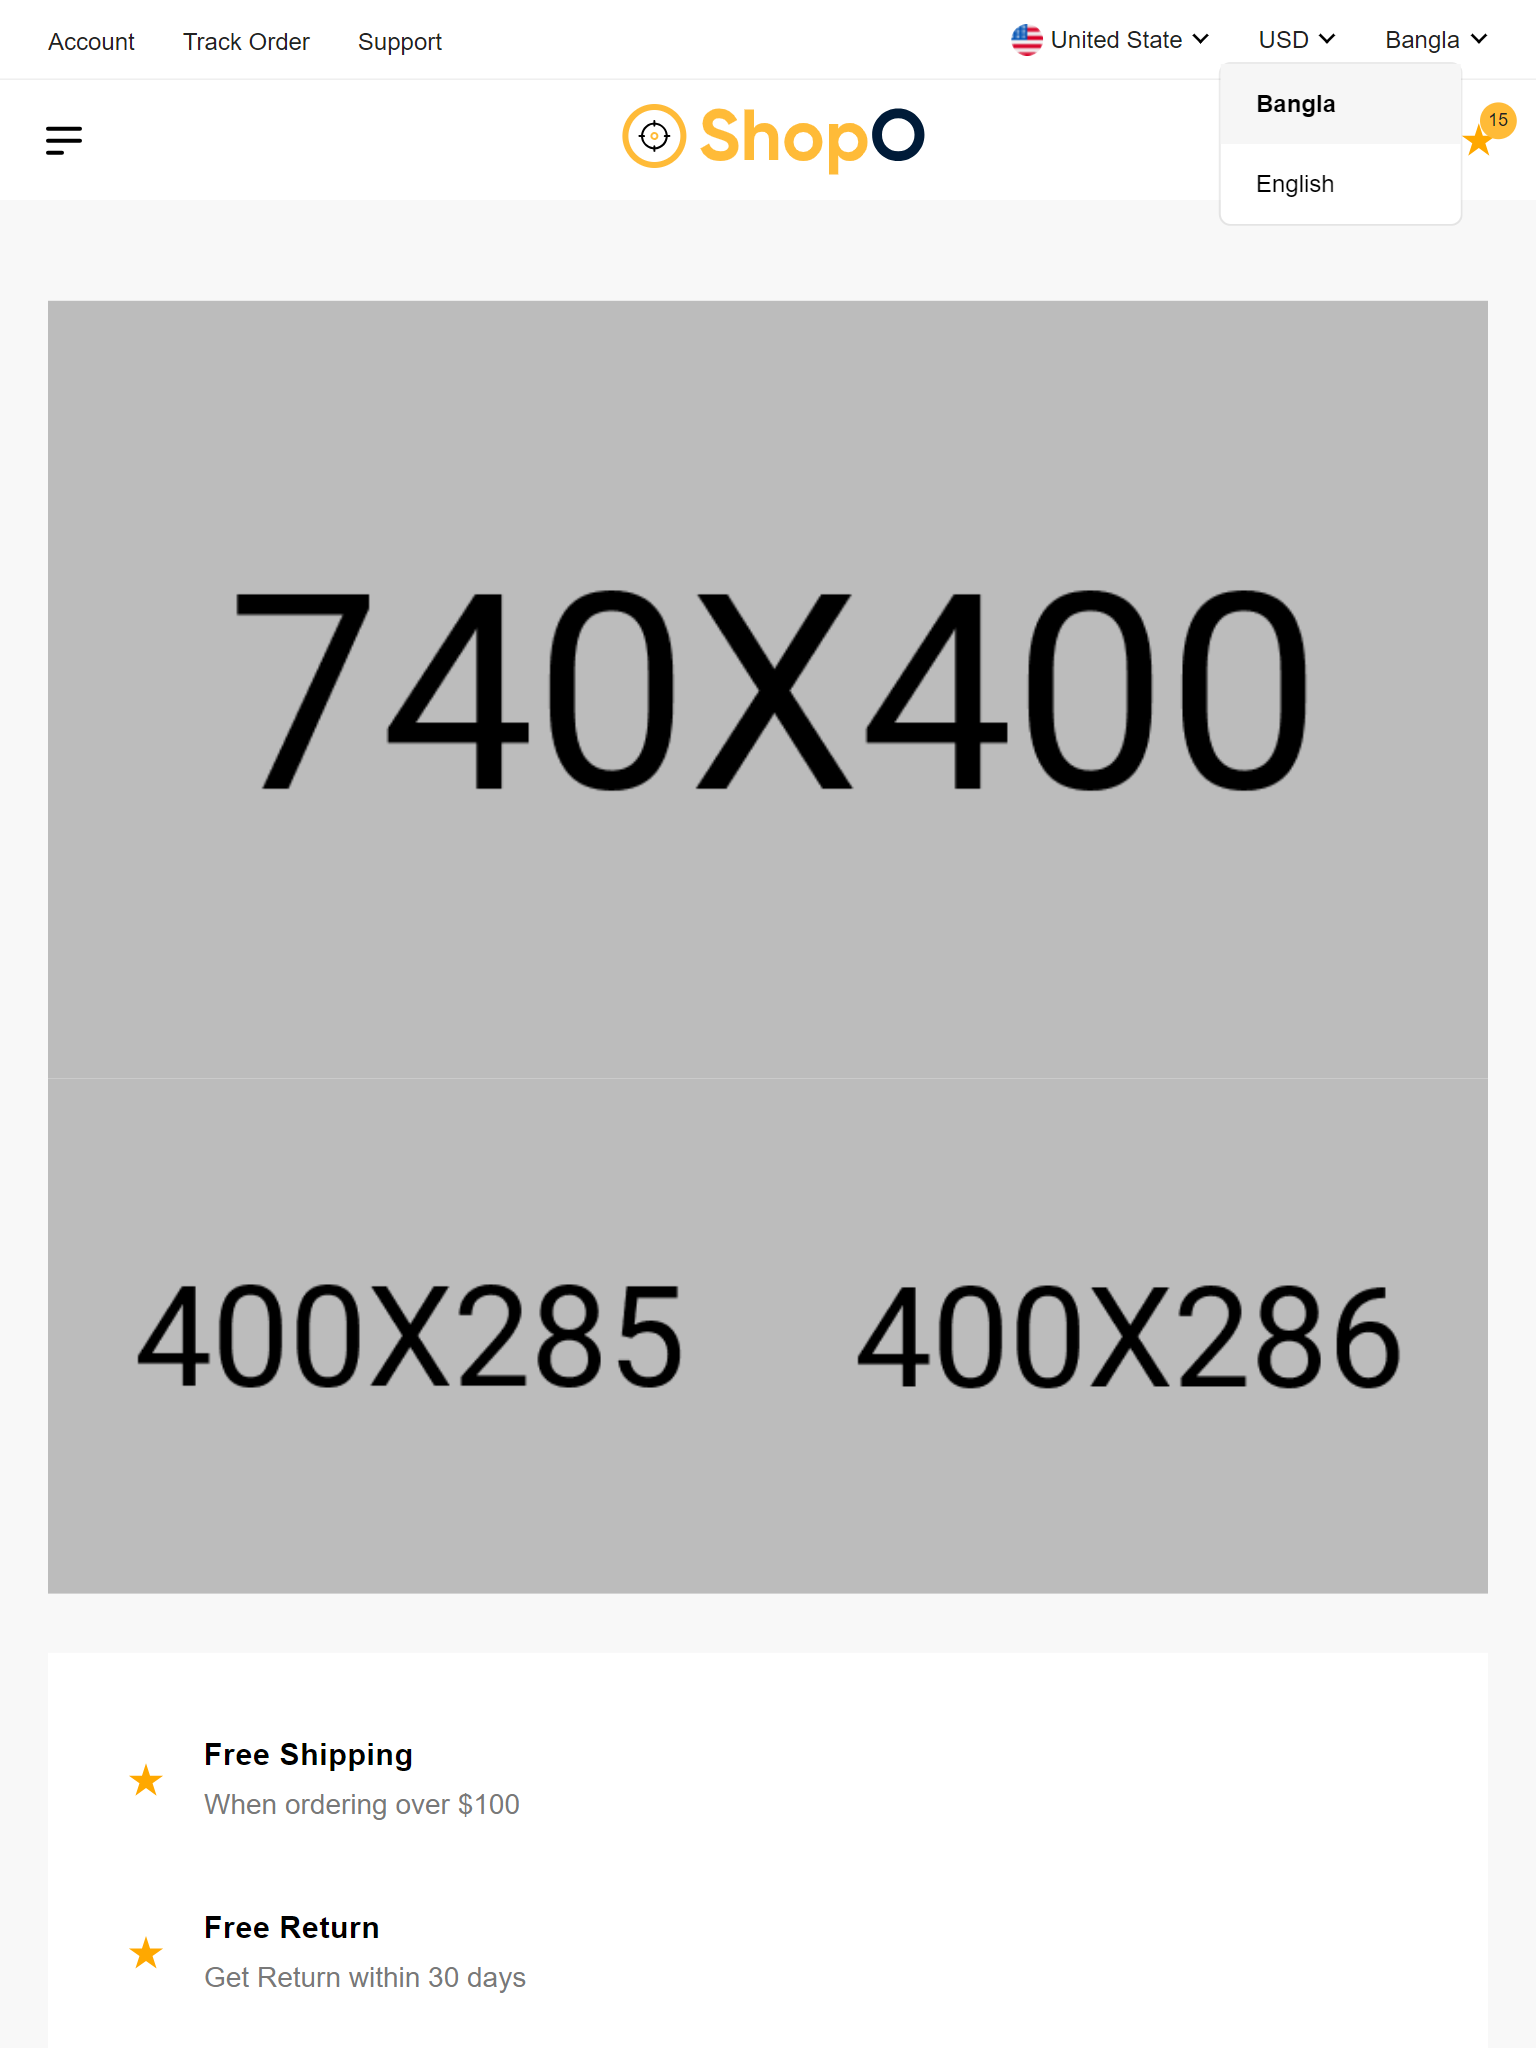 Account Track Order Support United State USD Bangla
Bangla
English
15
ShopO
740X400
400X285 400X286
Free Shipping
When ordering over $100
Free Return
Get Return within 30 days